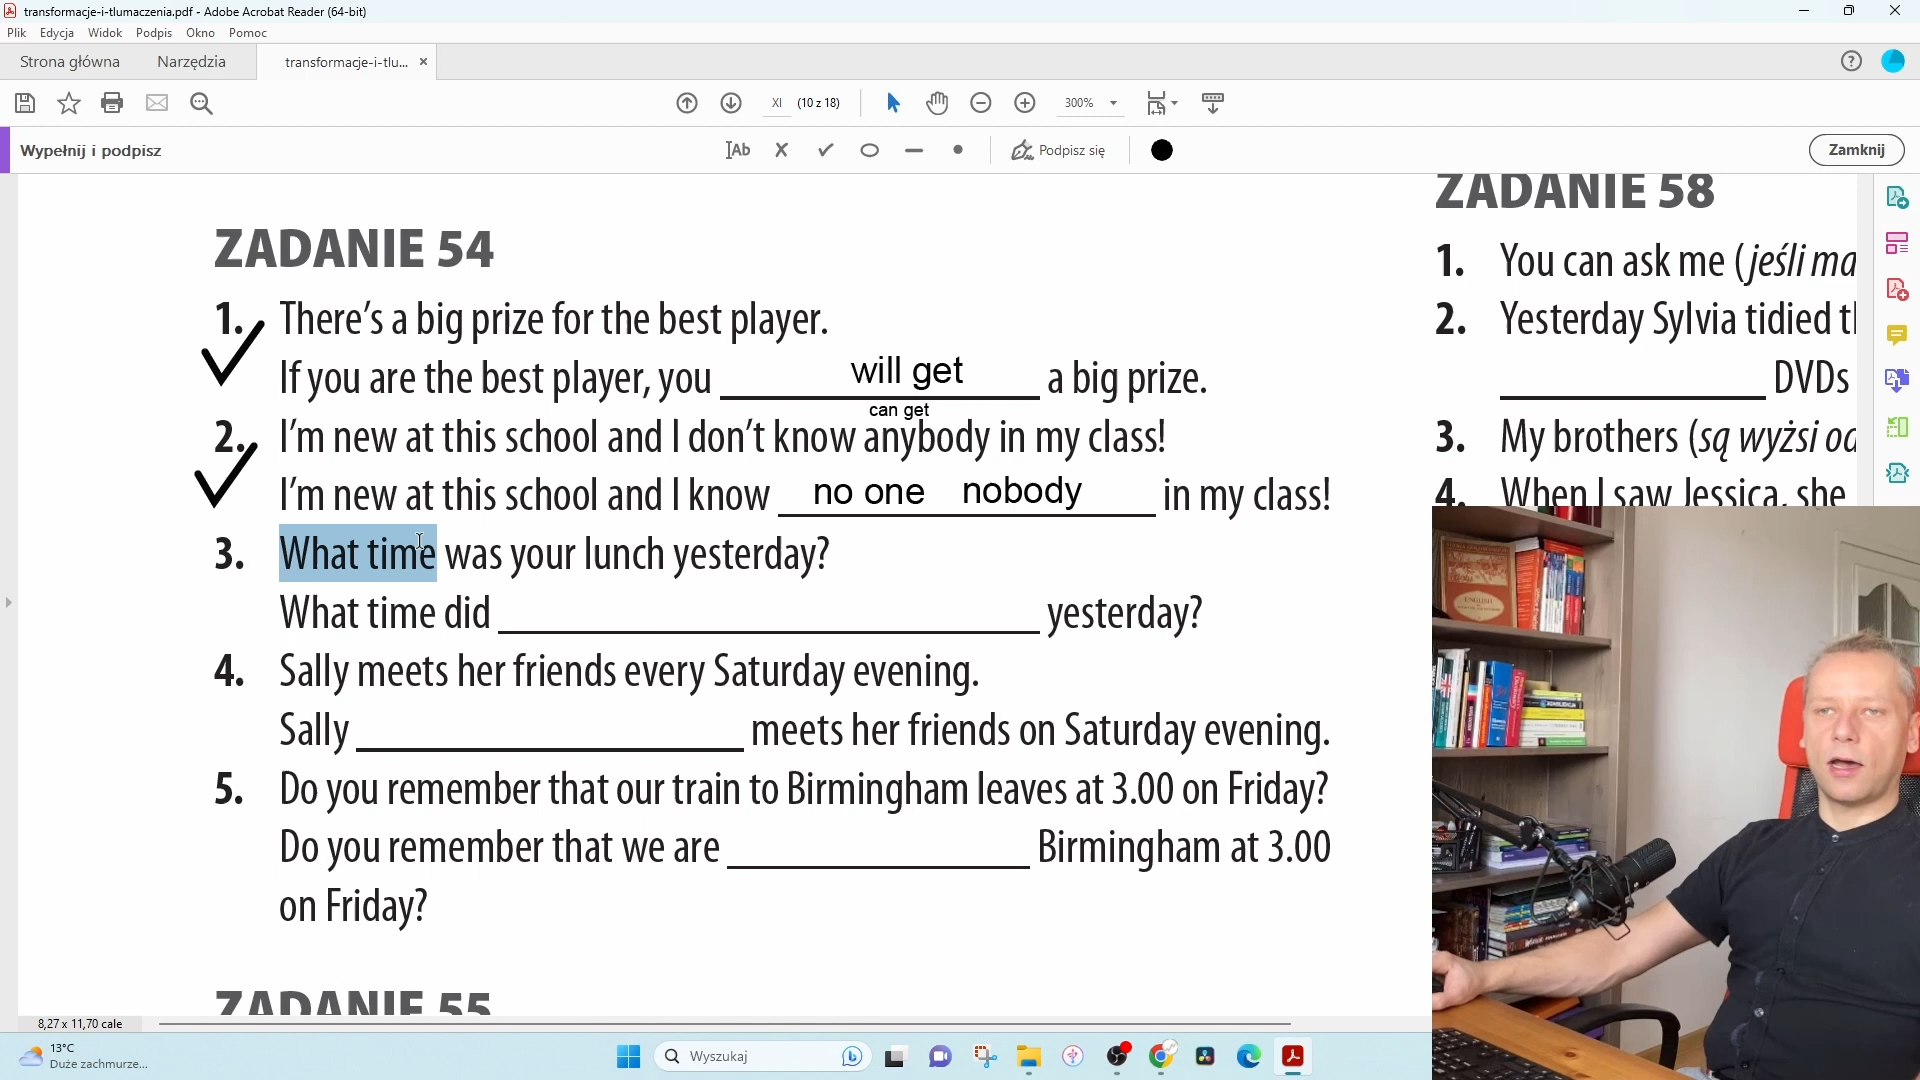 transformacje-i-tlumaczenia.pdf - Adobe Acrobat Reader (64-bit)
Plik Edycja Widok Podpis Okno Pomoc
Strona główna Narzędzia transformacje-i-tlu... ×
XI (10 z 18) 300%
Wypełnij i podpisz Podpisz się Zamknij
ZADANIE 54
1. There's a big prize for the best player.
If you are the best player, you will get a big prize.
can get
2. I'm new at this school and I don't know anybody in my class!
I'm new at this school and I know no one nobody in my class!
3. What time was your lunch yesterday?
What time did ____ yesterday?
4. Sally meets her friends every Saturday evening.
Sally ____ meets her friends on Saturday evening.
5. Do you remember that our train to Birmingham leaves at 3.00 on Friday?
Do you remember that we are ____ Birmingham at 3.00
on Friday?
ZADANIE 55
ZADANIE 58
1. You can ask me (jeśli ma
2. Yesterday Sylvia tidied t
____ DVDs
3. My brothers (są wyżsi od
4. When I saw Jessica, she
ENGLISH
8,27 x 11,70 cale
13°C
Duże zachmurze...
Wyszukaj